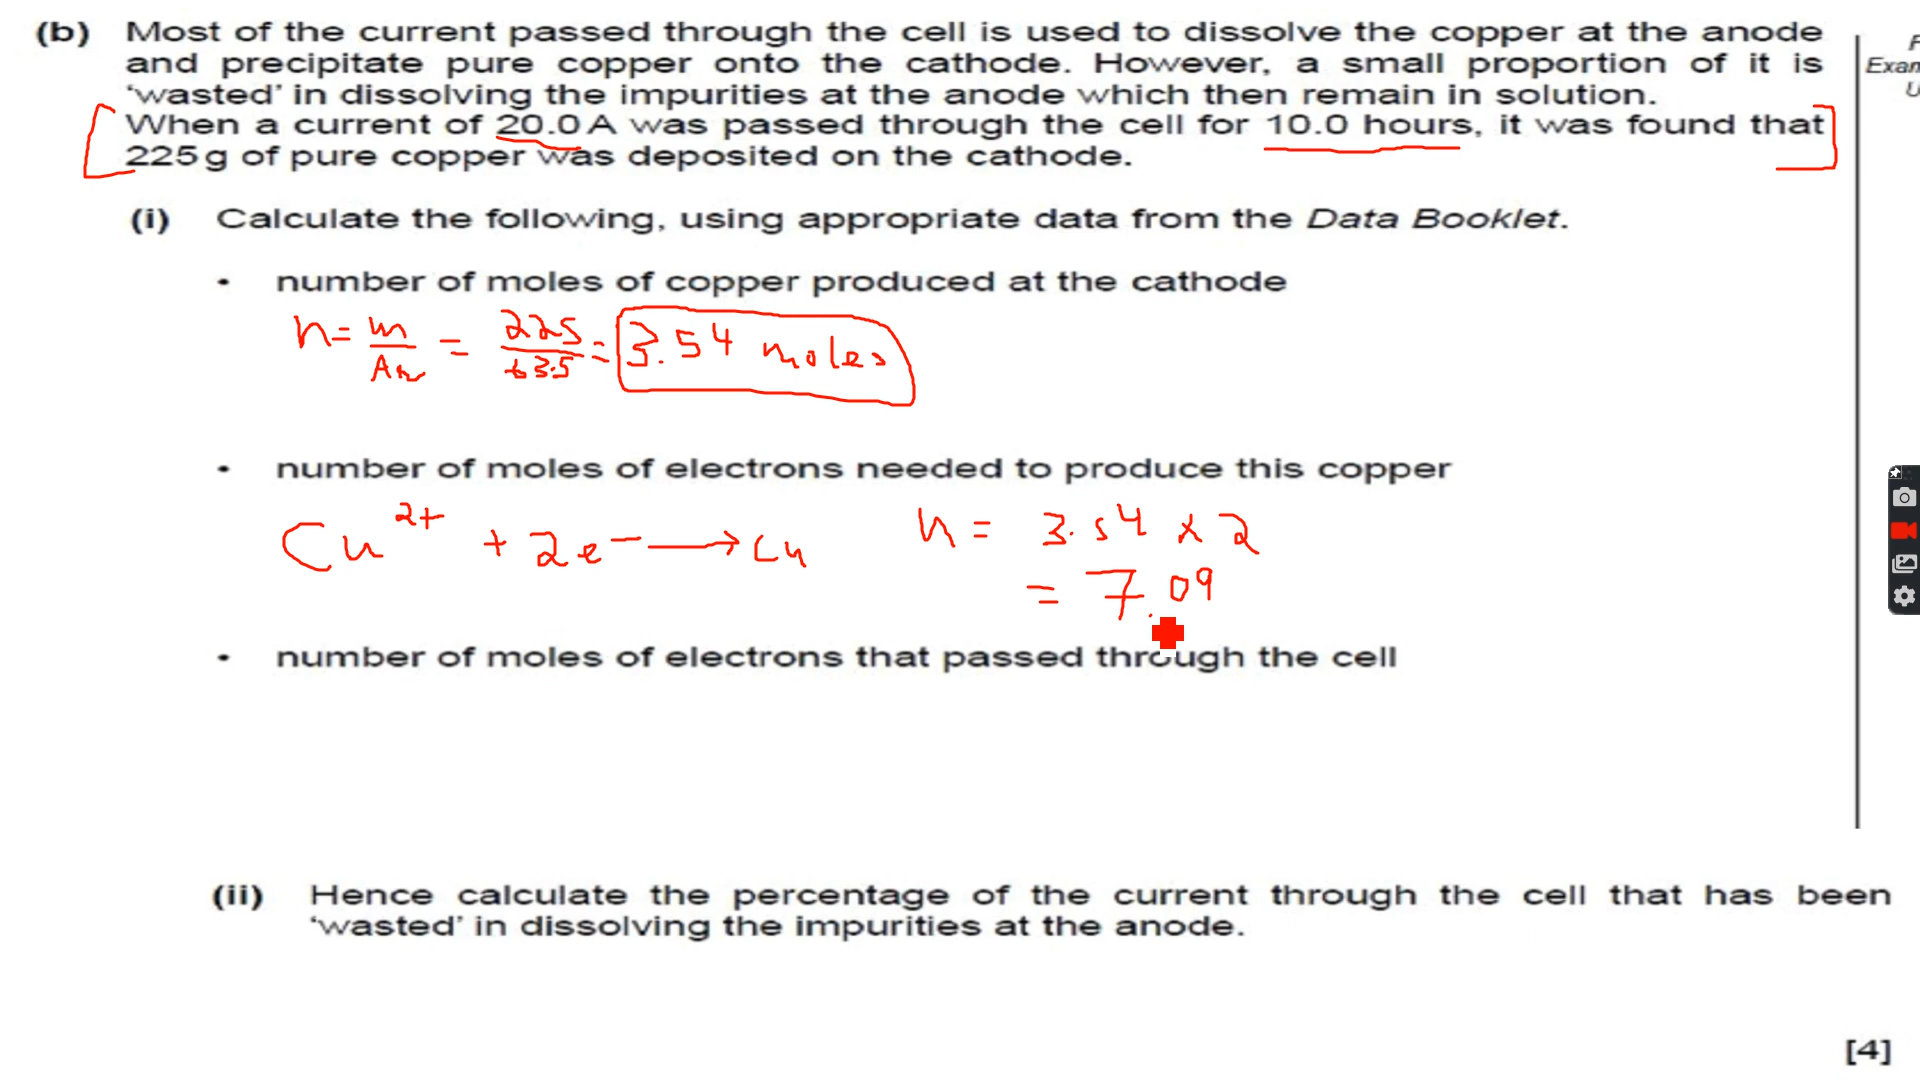 (b) Most of the current passed through the cell is used to dissolve the copper at the anode
and precipitate pure copper onto the cathode. However, a small proportion of it is
‘wasted’ in dissolving the impurities at the anode which then remain in solution.
When a current of 20.0 A was passed through the cell for 10.0 hours, it was found that
225 g of pure copper was deposited on the cathode.
(i) Calculate the following, using appropriate data from the Data Booklet.
• number of moles of copper produced at the cathode
n = m/Ar = 225/63.5 = 3.54 moles
• number of moles of electrons needed to produce this copper
Cu²⁺ + 2e⁻ ⟶ Cu n = 3.54 × 2
= 7.09
• number of moles of electrons that passed through the cell
(ii) Hence calculate the percentage of the current through the cell that has been
‘wasted’ in dissolving the impurities at the anode.
[4]